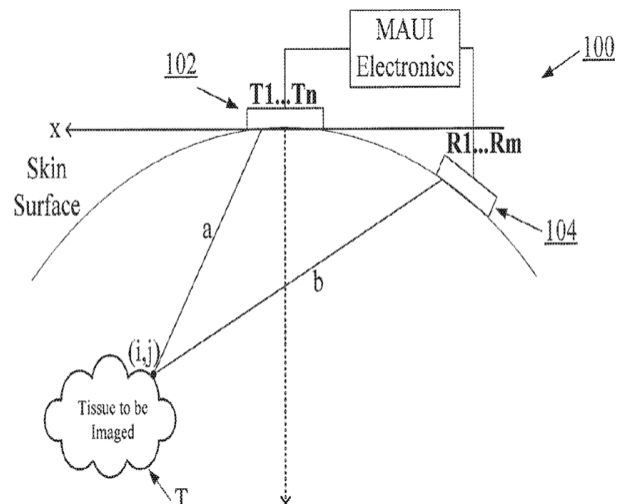 MAUI
Electronics
100
102
T1...Tn
x
R1...Rm
Skin
Surface
104
a
b
(i,j)
Tissue to be
Imaged
T